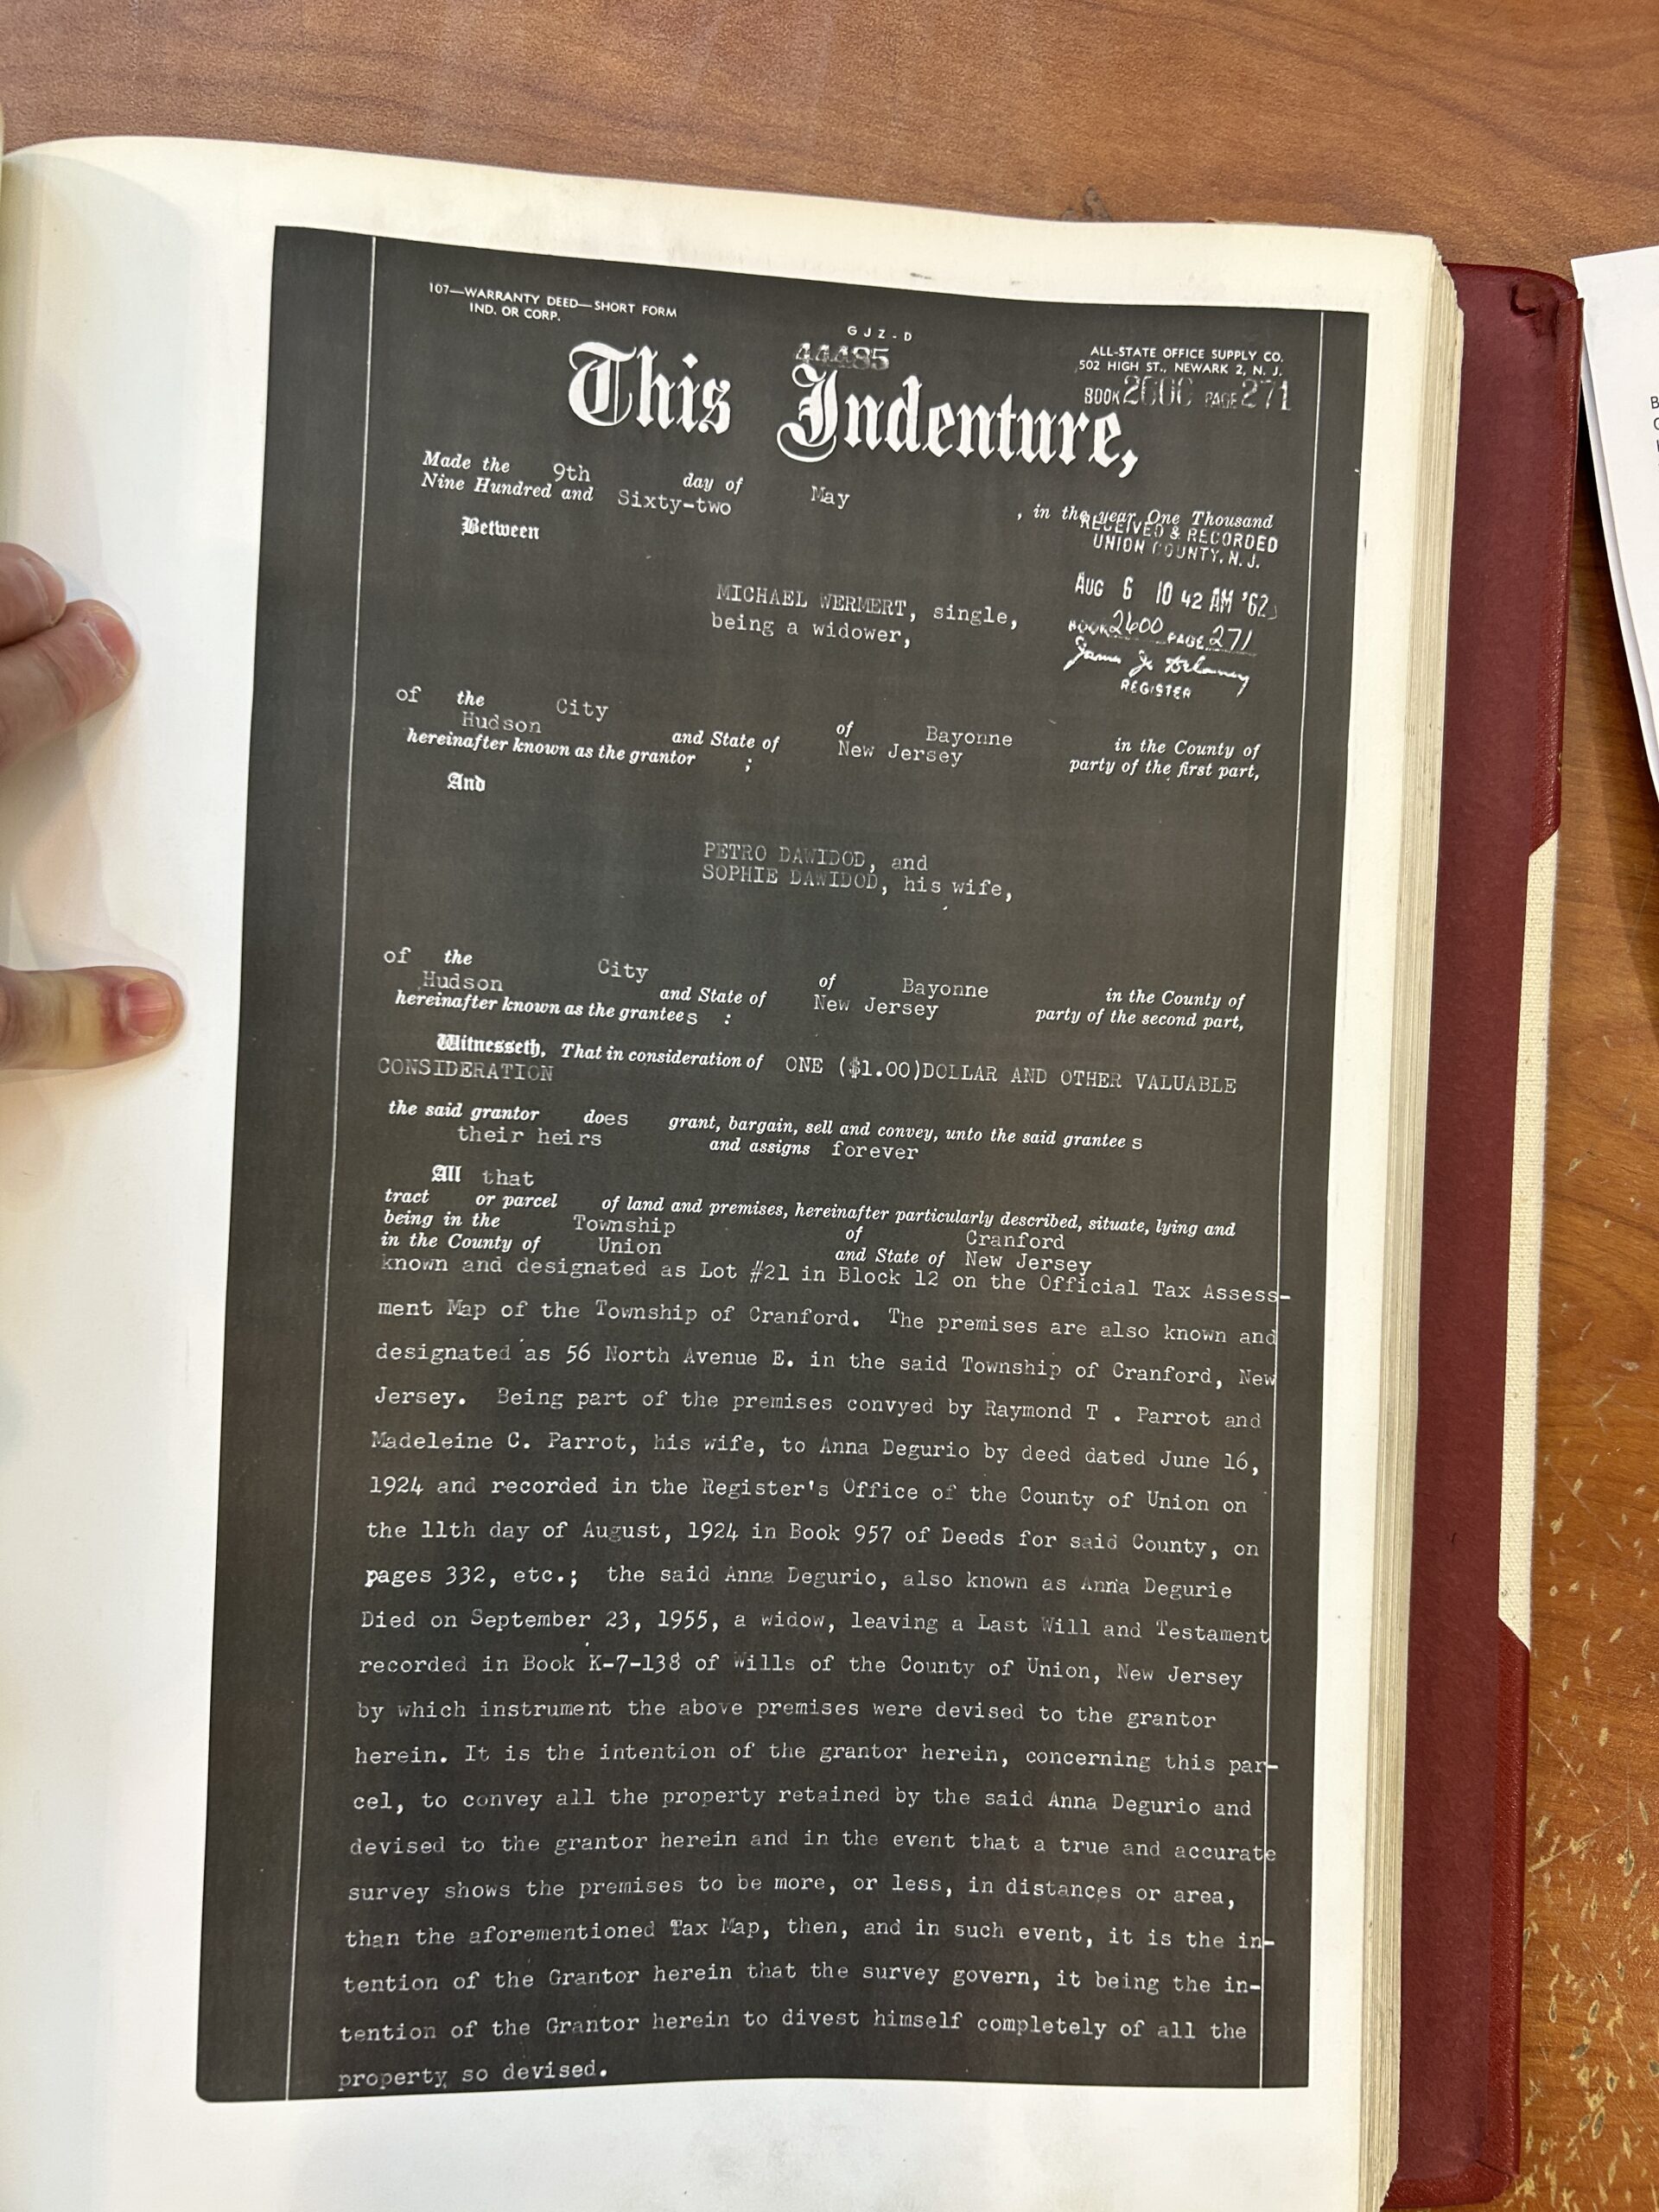 107—WARRANTY DEED—SHORT FORM
IND. OR CORP.
G J Z - D
44485
ALL-STATE OFFICE SUPPLY CO.
502 HIGH ST., NEWARK 2, N. J.
BOOK 2600 PAGE 271
This Indenture,
Made the 9th day of May , in the year One Thousand
Nine Hundred and Sixty-two
RECEIVED & RECORDED
UNION COUNTY, N. J.
Between
AUG 6 10 42 AM '62
BOOK 2600 PAGE 271
James J. Delaney
REGISTER
MICHAEL WERMERT, single,
being a widower,
of the City of Bayonne in the County of
Hudson and State of New Jersey party of the first part,
hereinafter known as the grantor ;
And
PETRO DAWIDOD, and
SOPHIE DAWIDOD, his wife,
of the City of Bayonne in the County of
Hudson and State of New Jersey party of the second part,
hereinafter known as the grantees :
Witnesseth, That in consideration of ONE ($1.00)DOLLAR AND OTHER VALUABLE
CONSIDERATION
the said grantor does grant, bargain, sell and convey, unto the said grantee s
their heirs and assigns forever
All that
tract or parcel of land and premises, hereinafter particularly described, situate, lying and
being in the Township of Cranford
in the County of Union and State of New Jersey
known and designated as Lot #21 in Block 12 on the Official Tax Assess-
ment Map of the Township of Cranford. The premises are also known and
designated as 56 North Avenue E. in the said Township of Cranford, New
Jersey. Being part of the premises convyed by Raymond T . Parrot and
Madeleine C. Parrot, his wife, to Anna Degurio by deed dated June 16,
1924 and recorded in the Register's Office of the County of Union on
the 11th day of August, 1924 in Book 957 of Deeds for said County, on
pages 332, etc.; the said Anna Degurio, also known as Anna Degurie
Died on September 23, 1955, a widow, leaving a Last Will and Testament
recorded in Book K-7-138 of Wills of the County of Union, New Jersey
by which instrument the above premises were devised to the grantor
herein. It is the intention of the grantor herein, concerning this par-
cel, to convey all the property retained by the said Anna Degurio and
devised to the grantor herein and in the event that a true and accurate
survey shows the premises to be more, or less, in distances or area,
than the aforementioned Tax Map, then, and in such event, it is the in-
tention of the Grantor herein that the survey govern, it being the in-
tention of the Grantor herein to divest himself completely of all the
property so devised.